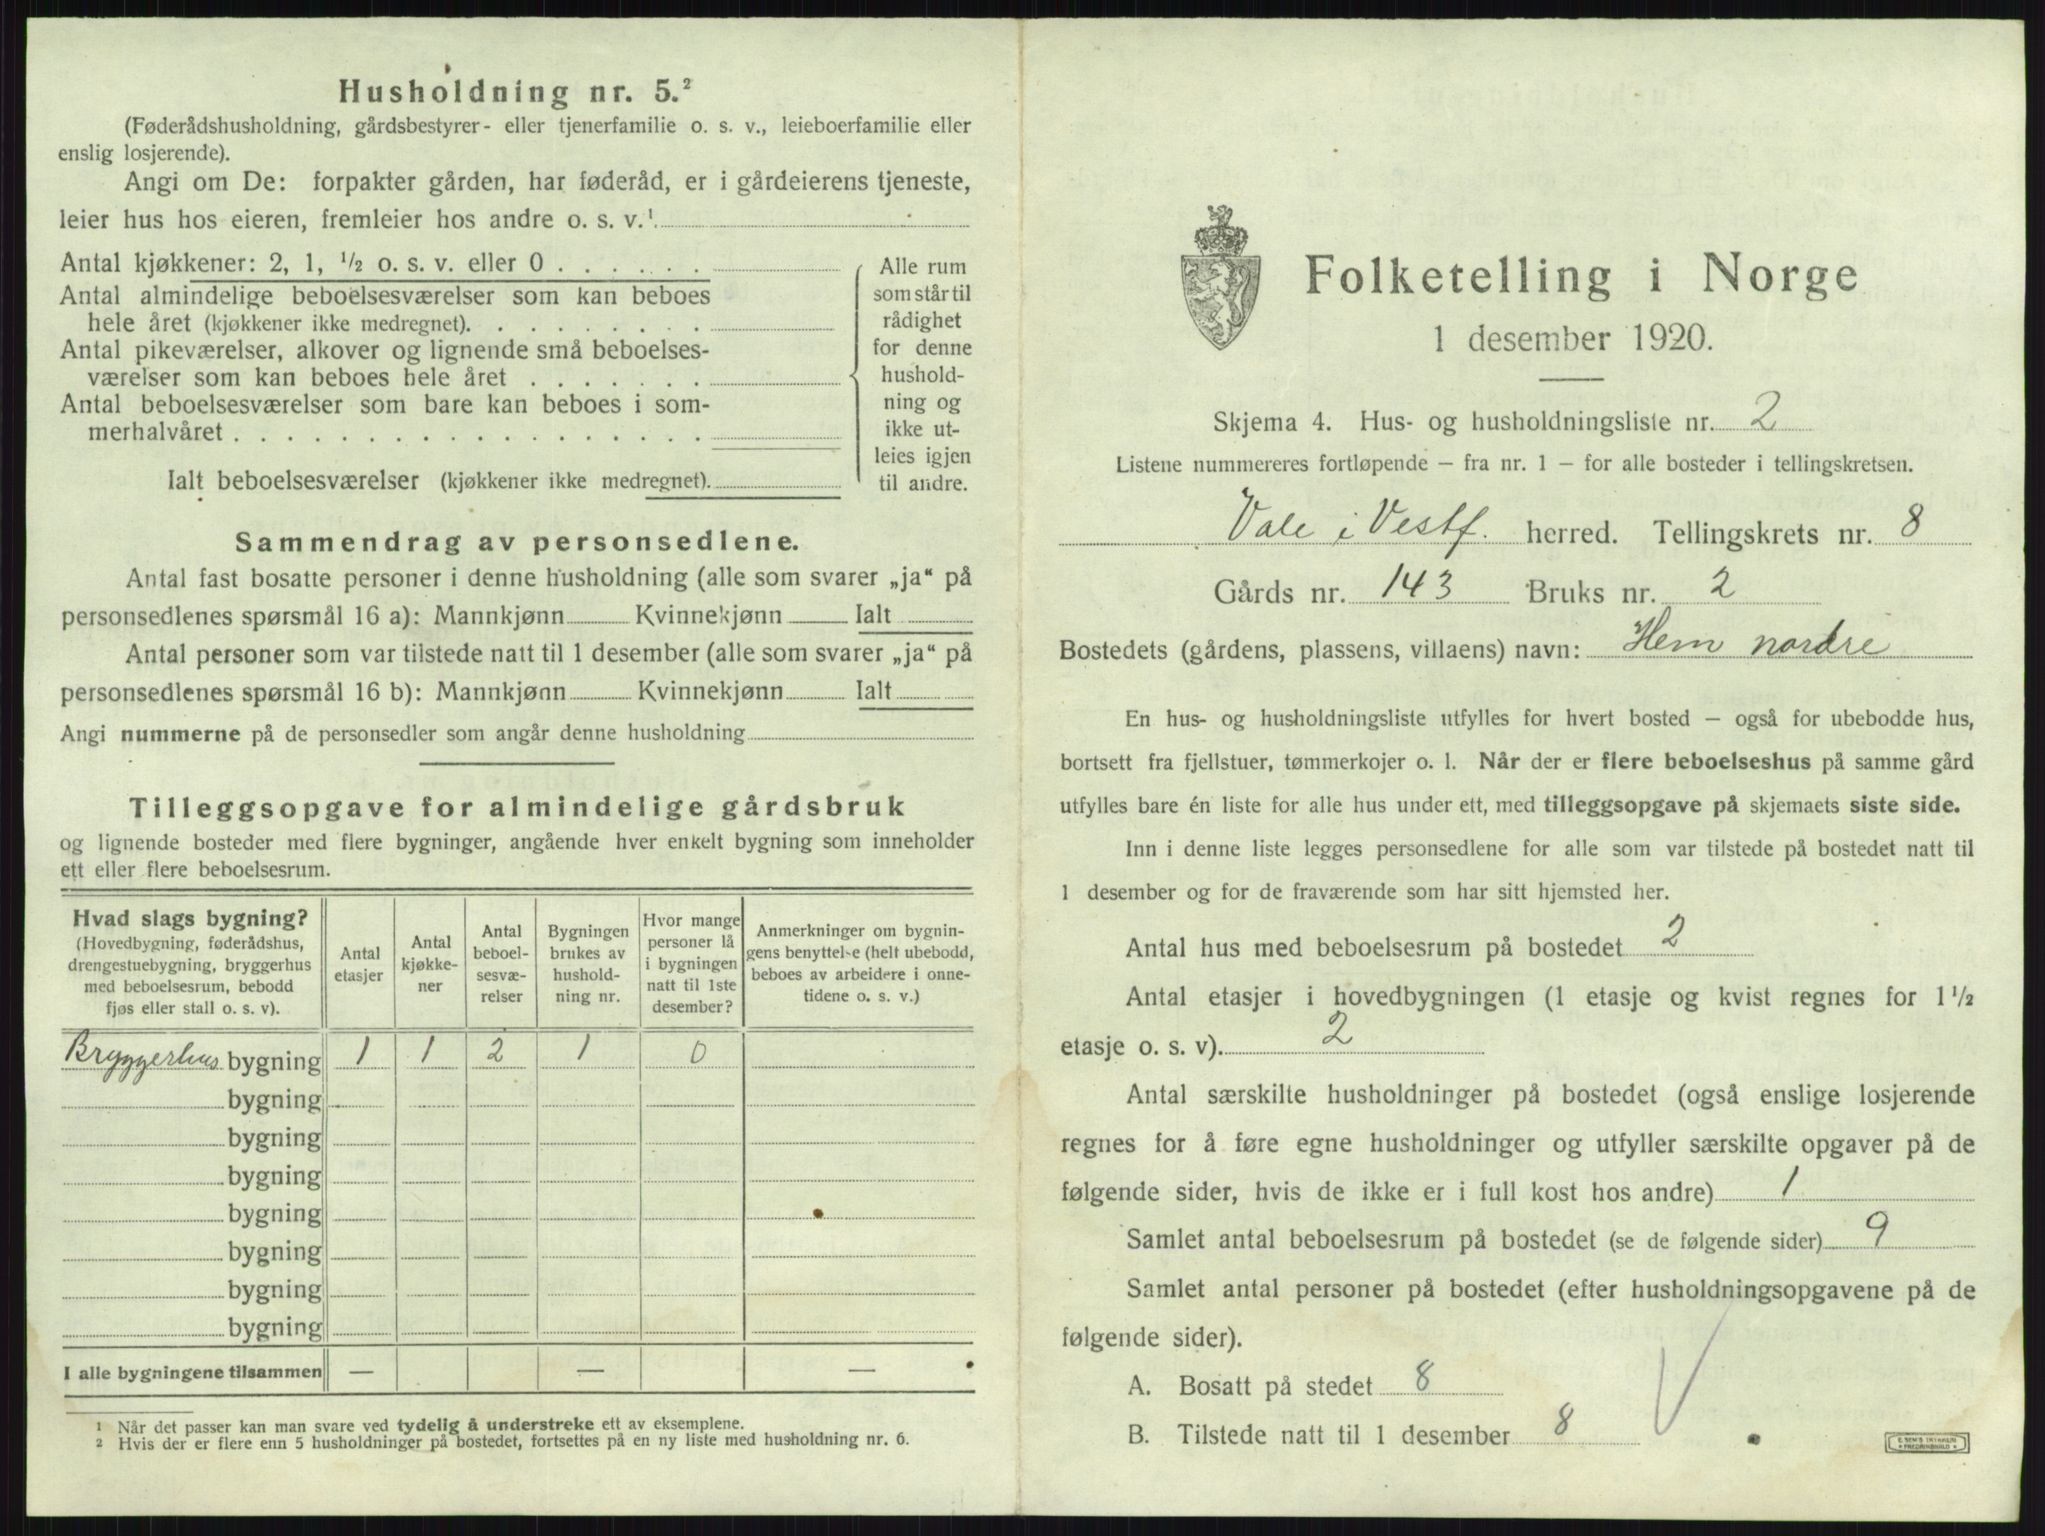 Husholdning nr. 5.²
(Føderådshusholdning, gårdsbestyrer- eller tjenerfamilie o. s. v., leieboerfamilie eller
enslig losjerende).
Angi om De: forpakter gården, har føderåd, er i gårdeierens tjeneste,
leier hus hos eieren, fremleier hos andre o. s. v.¹
Antal kjøkkener: 2, 1, ½ o. s. v. eller 0 . . . . . .
Antal almindelige beboelsesværelser som kan beboes
hele året (kjøkkener ikke medregnet). . . . . . . . .
Antal pikeværelser, alkover og lignende små beboelses-
værelser som kan beboes hele året . . . . . . .
Antal beboelsesværelser som bare kan beboes i som-
merhalvåret . . . . . . . . . . . . . . . . . .
Ialt beboelsesværelser (kjøkkener ikke medregnet).
Alle rum
som står til
rådighet
for denne
hushold-
ning og
ikke ut-
leies igjen
til andre.
Sammendrag av personsedlene.
Antal fast bosatte personer i denne husholdning (alle som svarer „ja“ på
personsedlenes spørsmål 16 a): Mannkjønn Kvinnekjønn Ialt
Antal personer som var tilstede natt til 1 desember (alle som svarer „ja“ på
personsedlenes spørsmål 16 b): Mannkjønn Kvinnekjønn Ialt
Angi nummerne på de personsedler som angår denne husholdning
Tilleggsopgave for almindelige gårdsbruk
og lignende bosteder med flere bygninger, angående hver enkelt bygning som inneholder
ett eller flere beboelsesrum.
Hvad slags bygning?
(Hovedbygning, føderådshus,
drengestuebygning, bryggerhus
med beboelsesrum, bebodd
fjøs eller stall o. s. v).
Antal
etasjer
Antal
kjøkke-
ner
Antal
beboel-
sesvæ-
relser
Bygningen
brukes av
hushold-
ning nr.
Hvor mange
personer lå
i bygningen
natt til 1ste
desember?
Anmerkninger om bygnin-
gens benyttelse (helt ubebodd,
beboes av arbeidere i onne-
tidene o. s. v.)
Bryggerhus bygning 1 1 2 1 0
bygning
bygning
bygning
bygning
bygning
bygning
bygning
I alle bygningene tilsammen — — —
¹ Når det passer kan man svare ved tydelig å understreke ett av eksemplene.
² Hvis der er flere enn 5 husholdninger på bostedet, fortsettes på en ny liste med husholdning nr. 6.
Folketelling i Norge
1 desember 1920.
Skjema 4. Hus- og husholdningsliste nr. 2
Listene nummereres fortløpende — fra nr. 1 — for alle bosteder i tellingskretsen.
Vale i Vestf. herred. Tellingskrets nr. 8
Gårds nr. 143 Bruks nr. 2
Bostedets (gårdens, plassens, villaens) navn: Hem nordre
En hus- og husholdningsliste utfylles for hvert bosted — også for ubebodde hus,
bortsett fra fjellstuer, tømmerkojer o. l. Når der er flere beboelseshus på samme gård
utfylles bare én liste for alle hus under ett, med tilleggsopgave på skjemaets siste side.
Inn i denne liste legges personsedlene for alle som var tilstede på bostedet natt til
1 desember og for de fraværende som har sitt hjemsted her.
Antal hus med beboelsesrum på bostedet 2
Antal etasjer i hovedbygningen (1 etasje og kvist regnes for 1½
etasje o. s. v). 2
Antal særskilte husholdninger på bostedet (også enslige losjerende
regnes for å føre egne husholdninger og utfyller særskilte opgaver på de
følgende sider, hvis de ikke er i full kost hos andre) 1
Samlet antal beboelsesrum på bostedet (se de følgende sider) 9
Samlet antal personer på bostedet (efter husholdningsopgavene på de
følgende sider).
A. Bosatt på stedet 8
B. Tilstede natt til 1 desember 8